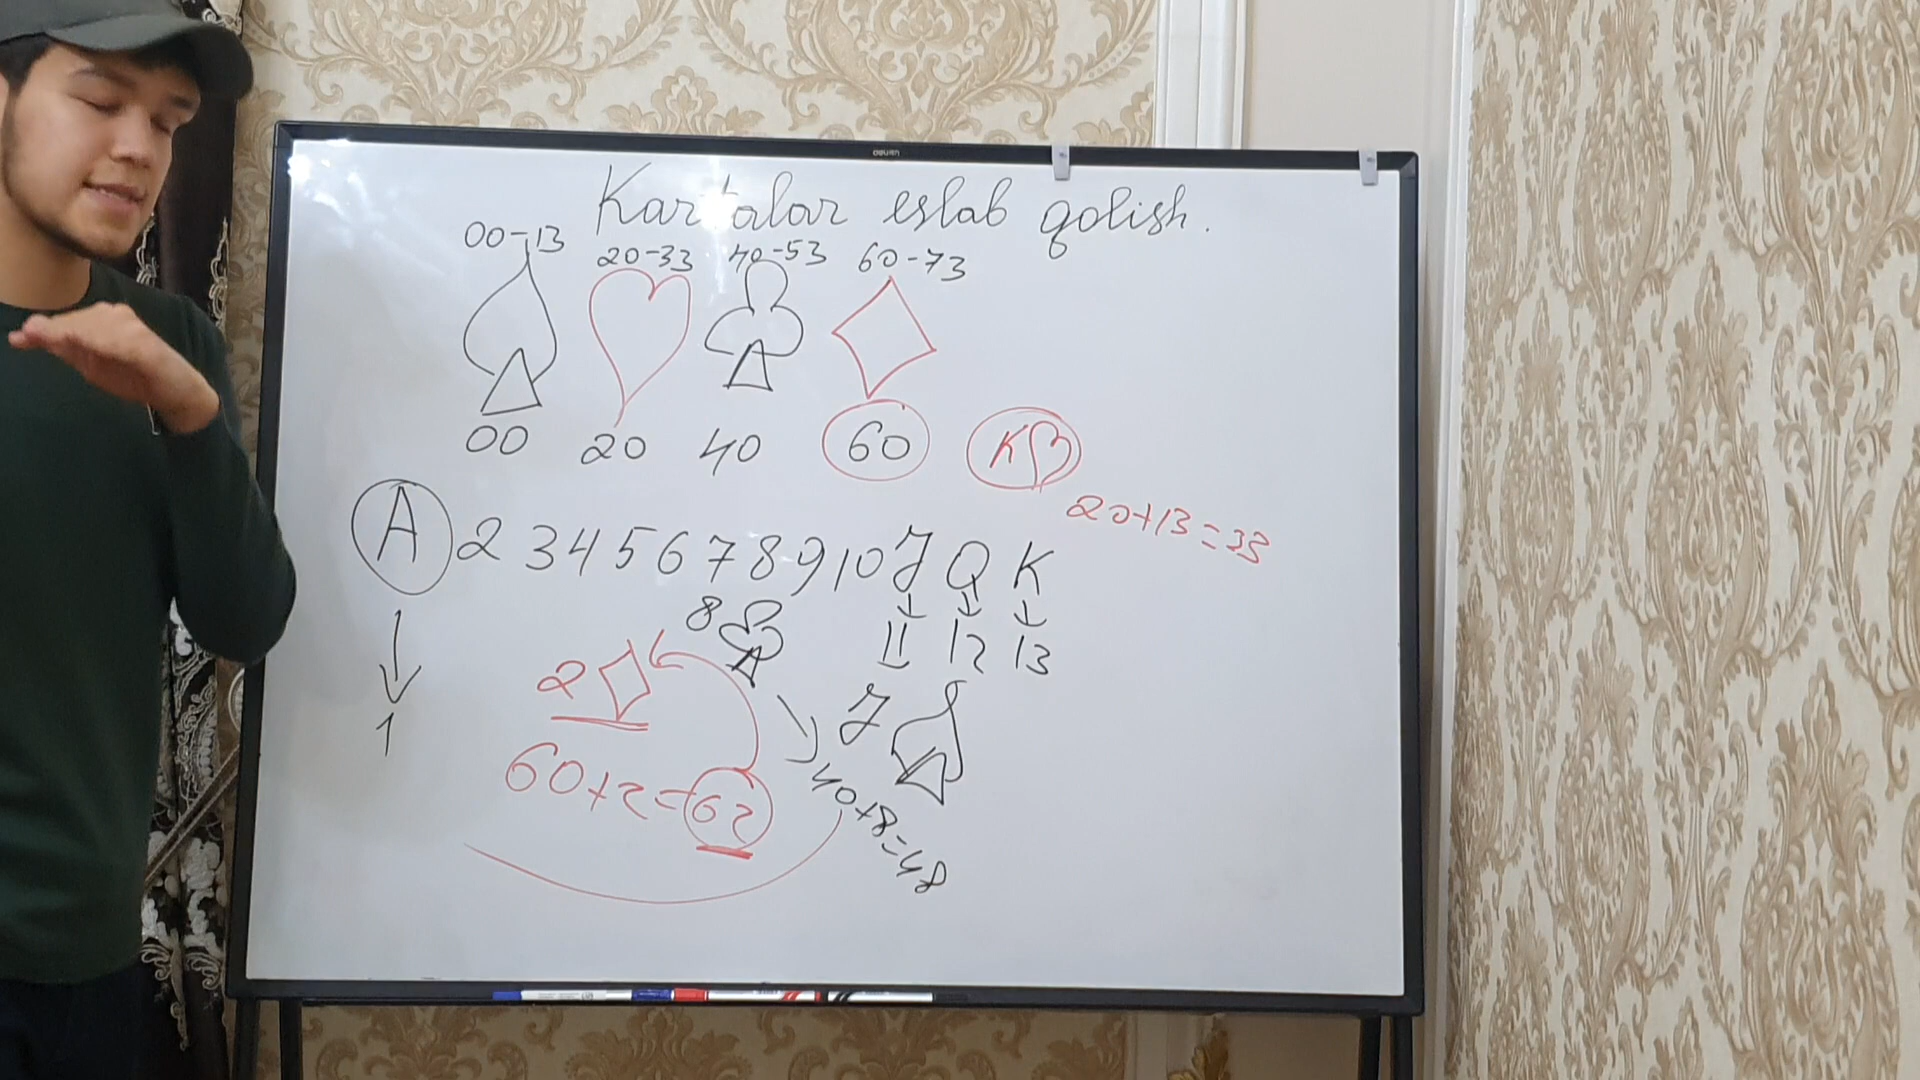 Kartalar eslab qolish.
00-13 20-33 40-53 60-73
00 20 40 60 K
20+13=33
A 2 3 4 5 6 7 8 9 10 J Q K
8
11 12 13
1
2
J
60+2=62
40+8=48